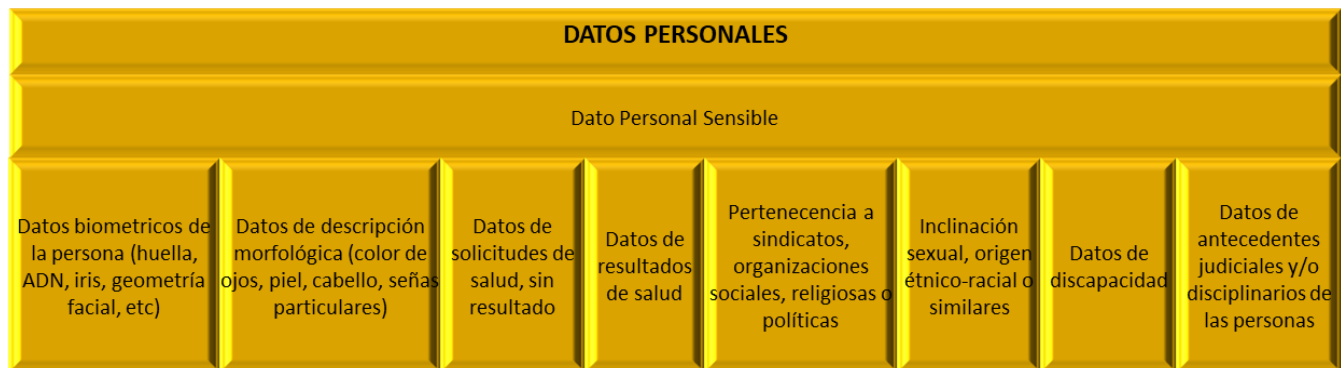 DATOS PERSONALES
Dato Personal Sensible
Datos biometricos de
la persona (huella,
ADN, iris, geometría
facial, etc)
Datos de descripción
morfológica (color de
ojos, piel, cabello, señas
particulares)
Datos de
solicitudes de
salud, sin
resultado
Datos de
resultados
de salud
Pertenecencia a
sindicatos,
organizaciones
sociales, religiosas o
políticas
Inclinación
sexual, origen
étnico-racial o
similares
Datos de
discapacidad
Datos de
antecedentes
judiciales y/o
disciplinarios de
las personas